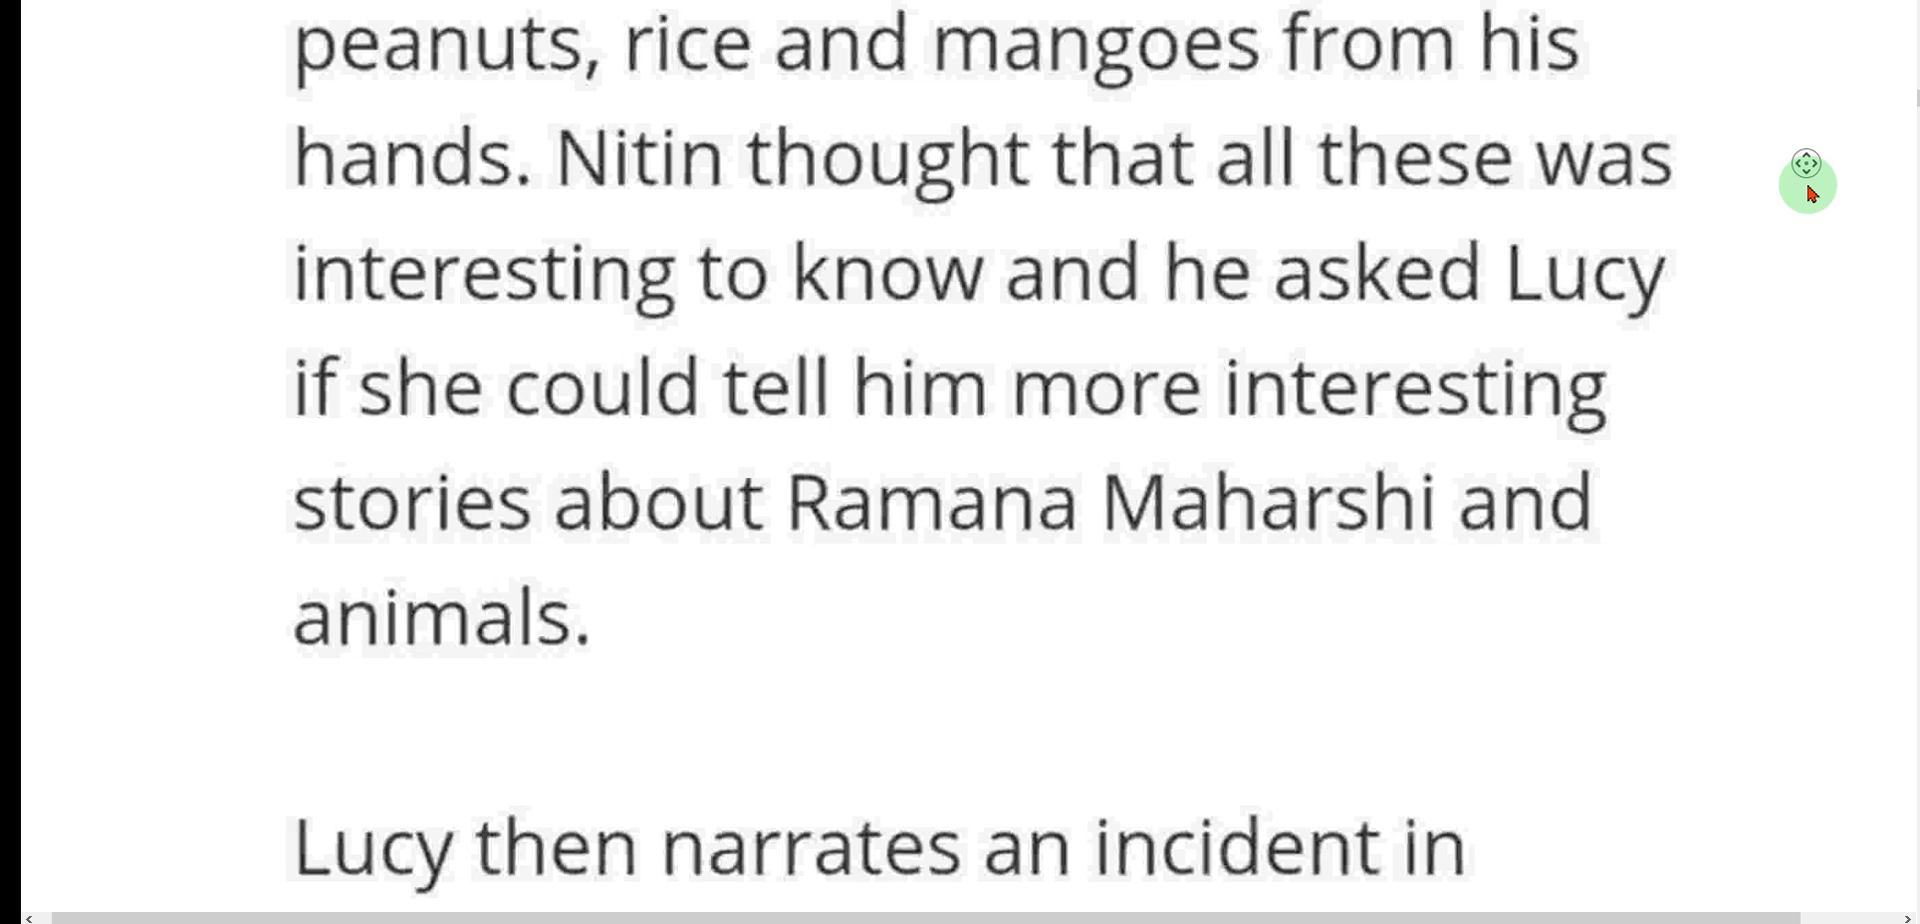 peanuts, rice and mangoes from his
hands. Nitin thought that all these was
interesting to know and he asked Lucy
if she could tell him more interesting
stories about Ramana Maharshi and
animals.
Lucy then narrates an incident in